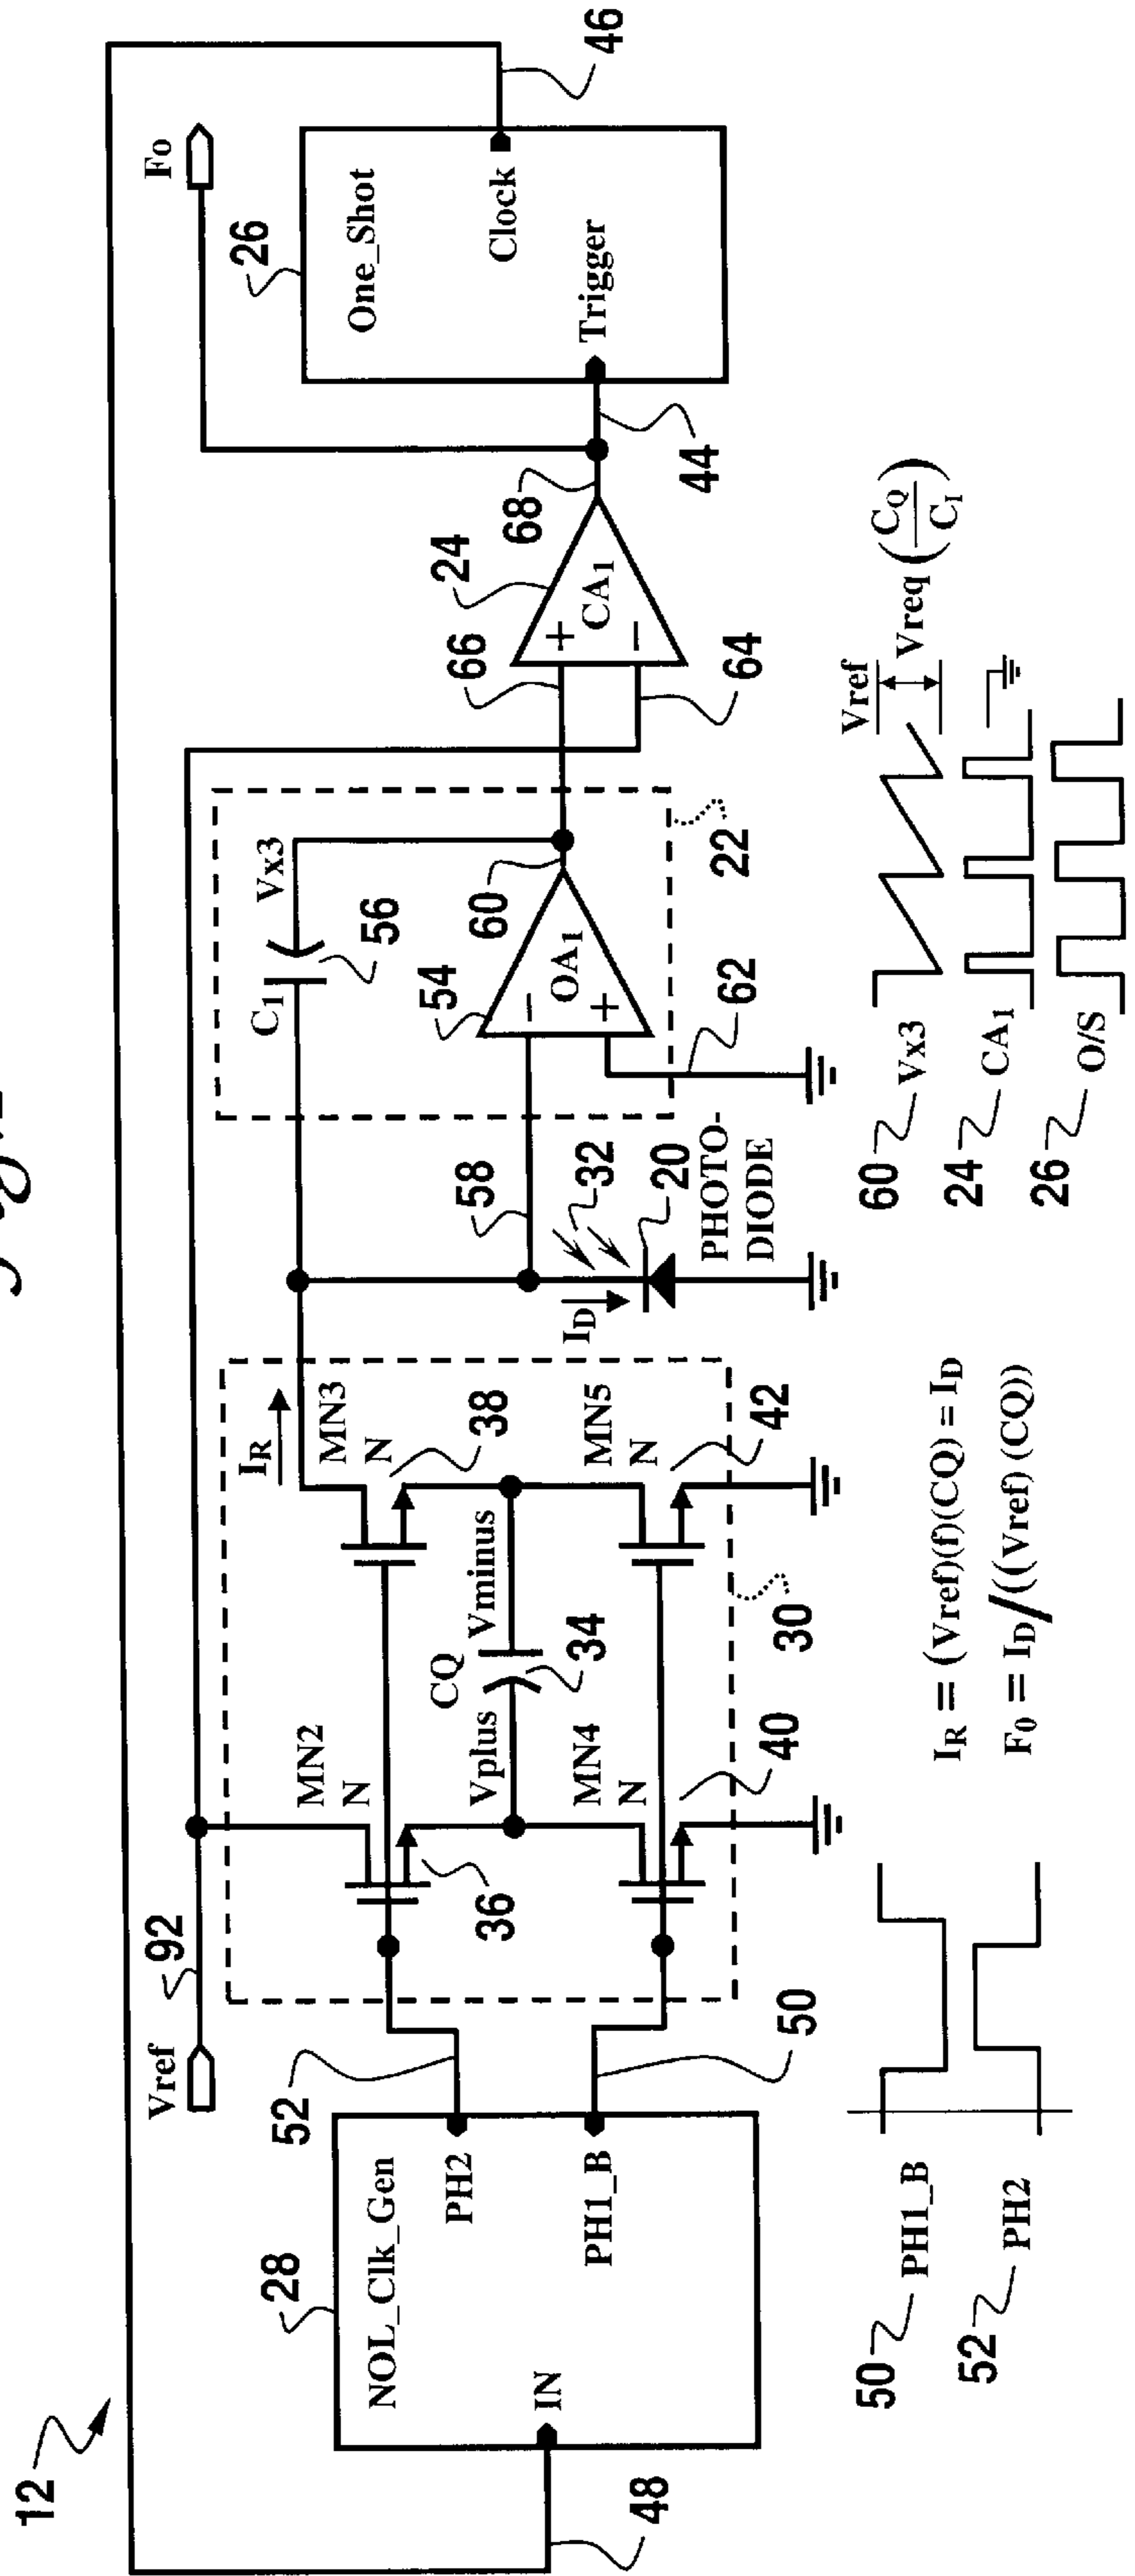 12
Vref
92
Fo
46
28
NOL_Clk_Gen
IN
48
PH2
PH1_B
52
50
MN2
N
36
MN3
N
38
IR
Vplus
CQ
Vminus
34
MN4
N
40
MN5
N
42
30
58
ID
32
20
PHOTO-
DIODE
C1
Vx3
56
54
OA1
−
+
60
62
22
66
24
CA1
+
−
64
68
44
26
One_Shot
Clock
Trigger
50 PH1_B
52 PH2
IR = (Vref)(f)(CQ) = ID
F0 = ID/((Vref) (CQ))
60 Vx3
24 CA1
26 O/S
Vref
Vreq (CQ/CI)